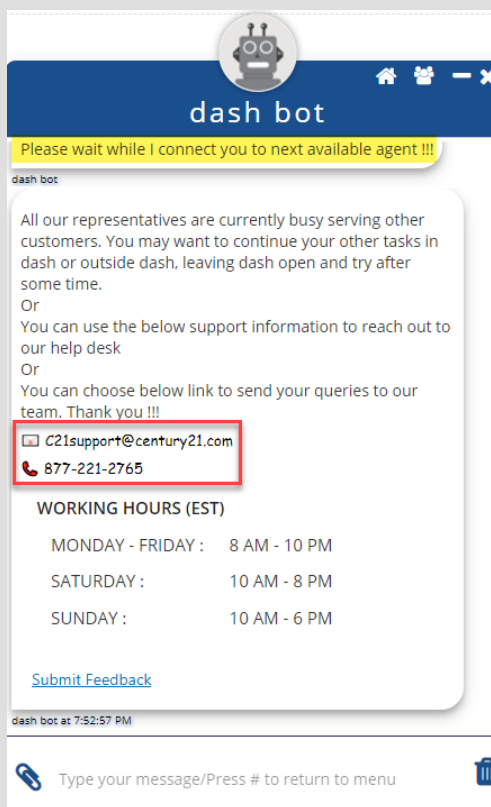 dash bot
Please wait while I connect you to next available agent !!!
dash bot
All our representatives are currently busy serving other
customers. You may want to continue your other tasks in
dash or outside dash, leaving dash open and try after
some time.
Or
You can use the below support information to reach out to
our help desk
Or
You can choose below link to send your queries to our
team. Thank you !!!
C21support@century21.com
877-221-2765
WORKING HOURS (EST)
MONDAY - FRIDAY : 8 AM - 10 PM
SATURDAY : 10 AM - 8 PM
SUNDAY : 10 AM - 6 PM
Submit Feedback
dash bot at 7:52:57 PM
Type your message/Press # to return to menu